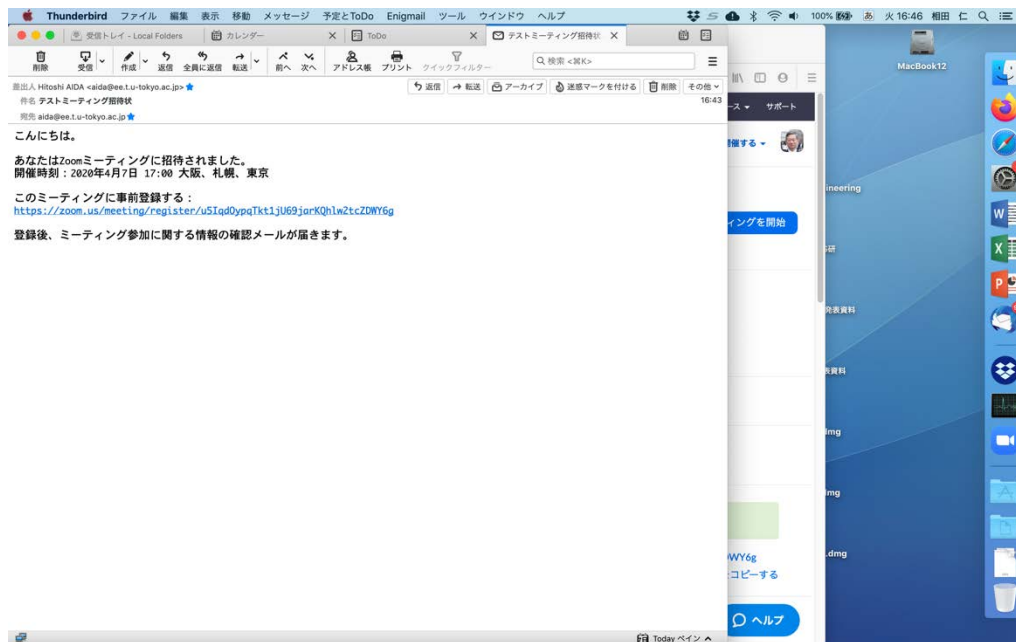 Thunderbird ファイル 編集 表示 移動 メッセージ 予定とToDo Enigmail ツール ウインドウ ヘルプ 100% あ 火 16:46 相田 仁
受信トレイ - Local Folders カレンダー ToDo テストミーティング招待状
削除 受信 作成 返信 全員に返信 転送 前へ 次へ アドレス帳 プリント クイックフィルター 検索 <⌘K>
差出人 Hitoshi AIDA <aida@ee.t.u-tokyo.ac.jp> 返信 転送 アーカイブ 迷惑マークを付ける 削除 その他
件名 テストミーティング招待状 16:43
宛先 aida@ee.t.u-tokyo.ac.jp
こんにちは。
あなたはZoomミーティングに招待されました。
開催時刻：2020年4月7日 17:00 大阪、札幌、東京
このミーティングに事前登録する：
https://zoom.us/meeting/register/u5IqdOypqTkt1jU69jarKQhlw2tcZDWY6g
登録後、ミーティング参加に関する情報の確認メールが届きます。
Today ペイン
ース サポート
開催する
ィングを開始
DWY6g
をコピーする
ヘルプ
MacBook12
ineering
発表資料
表資料
img
img
.dmg